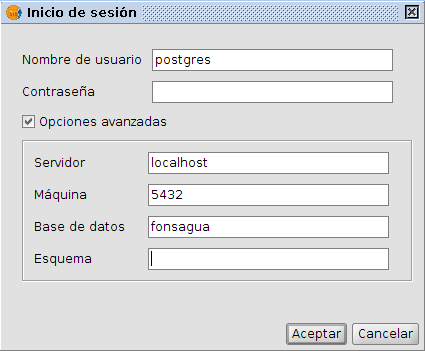 Inicio de sesión
Nombre de usuario postgres
Contraseña
Opciones avanzadas
Servidor localhost
Máquina 5432
Base de datos fonsagua
Esquema
Aceptar Cancelar